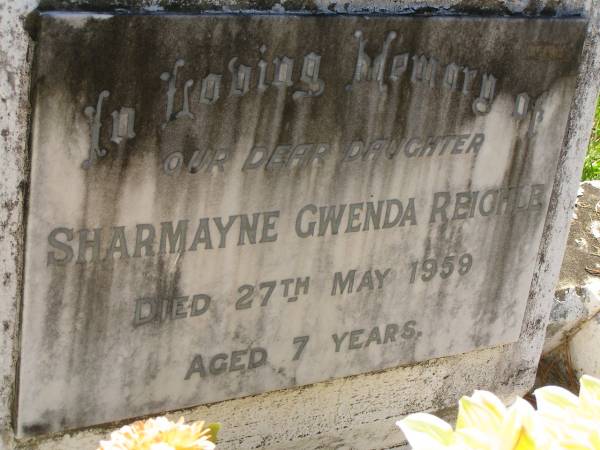 In Loving Memory of
OUR DEAR DAUGHTER
SHARMAYNE GWENDA REICHLE
DIED 27TH MAY 1959
AGED 7 YEARS.